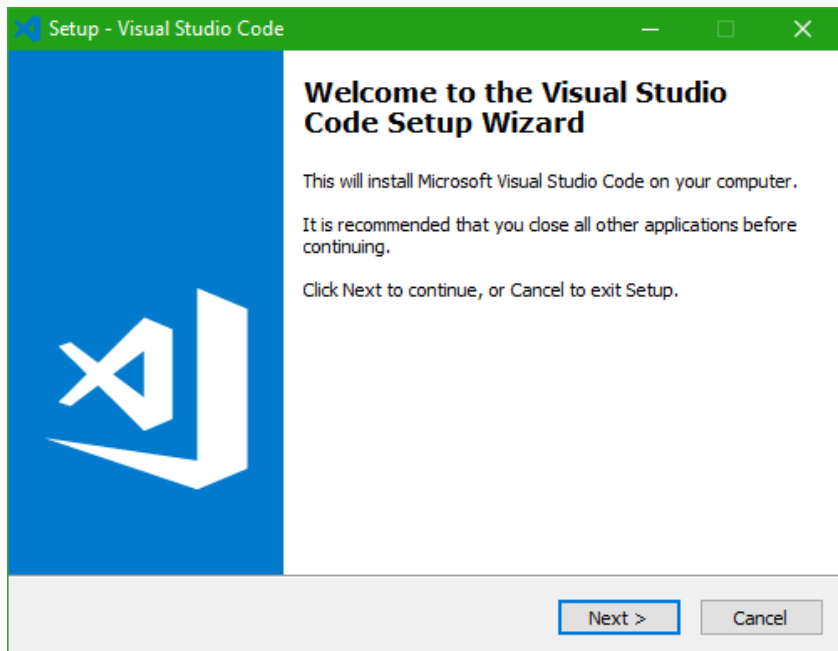 Setup - Visual Studio Code
Welcome to the Visual Studio
Code Setup Wizard
This will install Microsoft Visual Studio Code on your computer.
It is recommended that you close all other applications before
continuing.
Click Next to continue, or Cancel to exit Setup.
Next >
Cancel